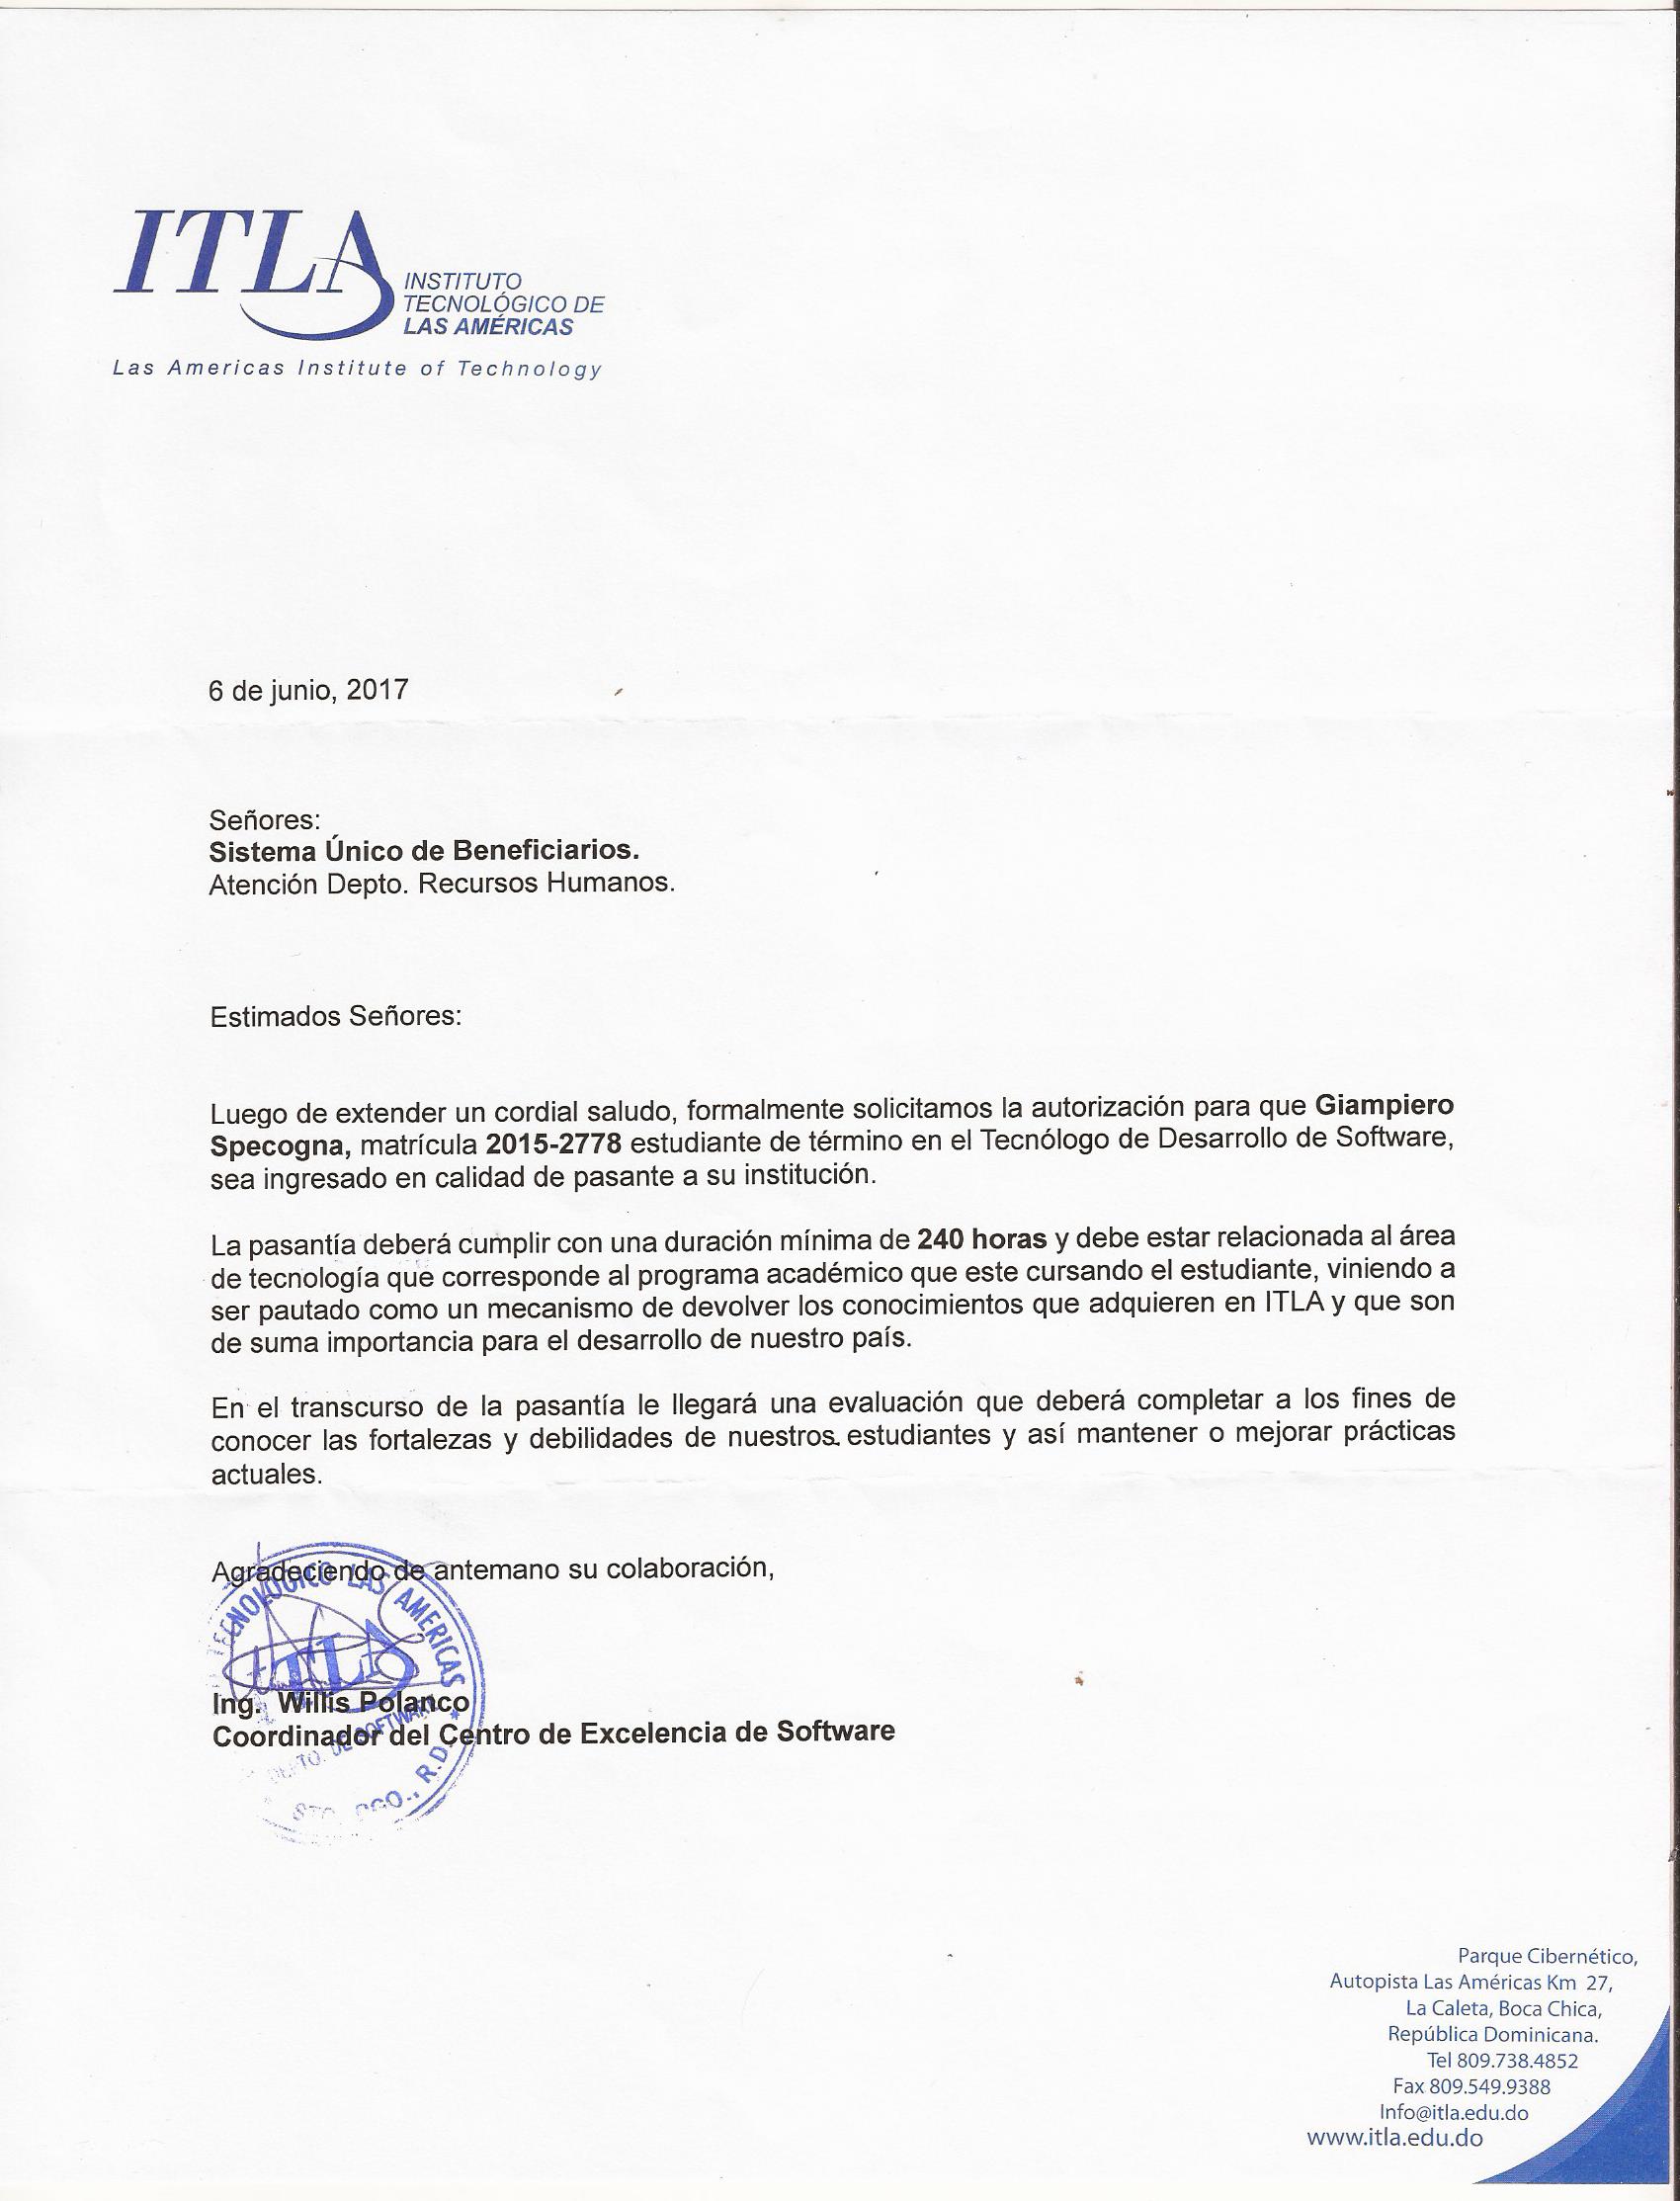 ITLA
INSTITUTO
TECNOLÓGICO DE
LAS AMÉRICAS
Las Americas Institute of Technology
6 de junio, 2017
Señores:
Sistema Único de Beneficiarios.
Atención Depto. Recursos Humanos.
Estimados Señores:
Luego de extender un cordial saludo, formalmente solicitamos la autorización para que Giampiero
Specogna, matrícula 2015-2778 estudiante de término en el Tecnólogo de Desarrollo de Software,
sea ingresado en calidad de pasante a su institución.
La pasantía deberá cumplir con una duración mínima de 240 horas y debe estar relacionada al área
de tecnología que corresponde al programa académico que este cursando el estudiante, viniendo a
ser pautado como un mecanismo de devolver los conocimientos que adquieren en ITLA y que son
de suma importancia para el desarrollo de nuestro país.
En el transcurso de la pasantía le llegará una evaluación que deberá completar a los fines de
conocer las fortalezas y debilidades de nuestros estudiantes y así mantener o mejorar prácticas
actuales.
Agradeciendo de antemano su colaboración,
TECNOLOGICO LAS AMERICAS
ITLA
Ing. Willis Polanco
Coordinador del Centro de Excelencia de Software
DEPTO. DE SOFTWARE
STO. DGO., R.D.
Parque Cibernético,
Autopista Las Américas Km 27,
La Caleta, Boca Chica,
República Dominicana.
Tel 809.738.4852
Fax 809.549.9388
Info@itla.edu.do
www.itla.edu.do